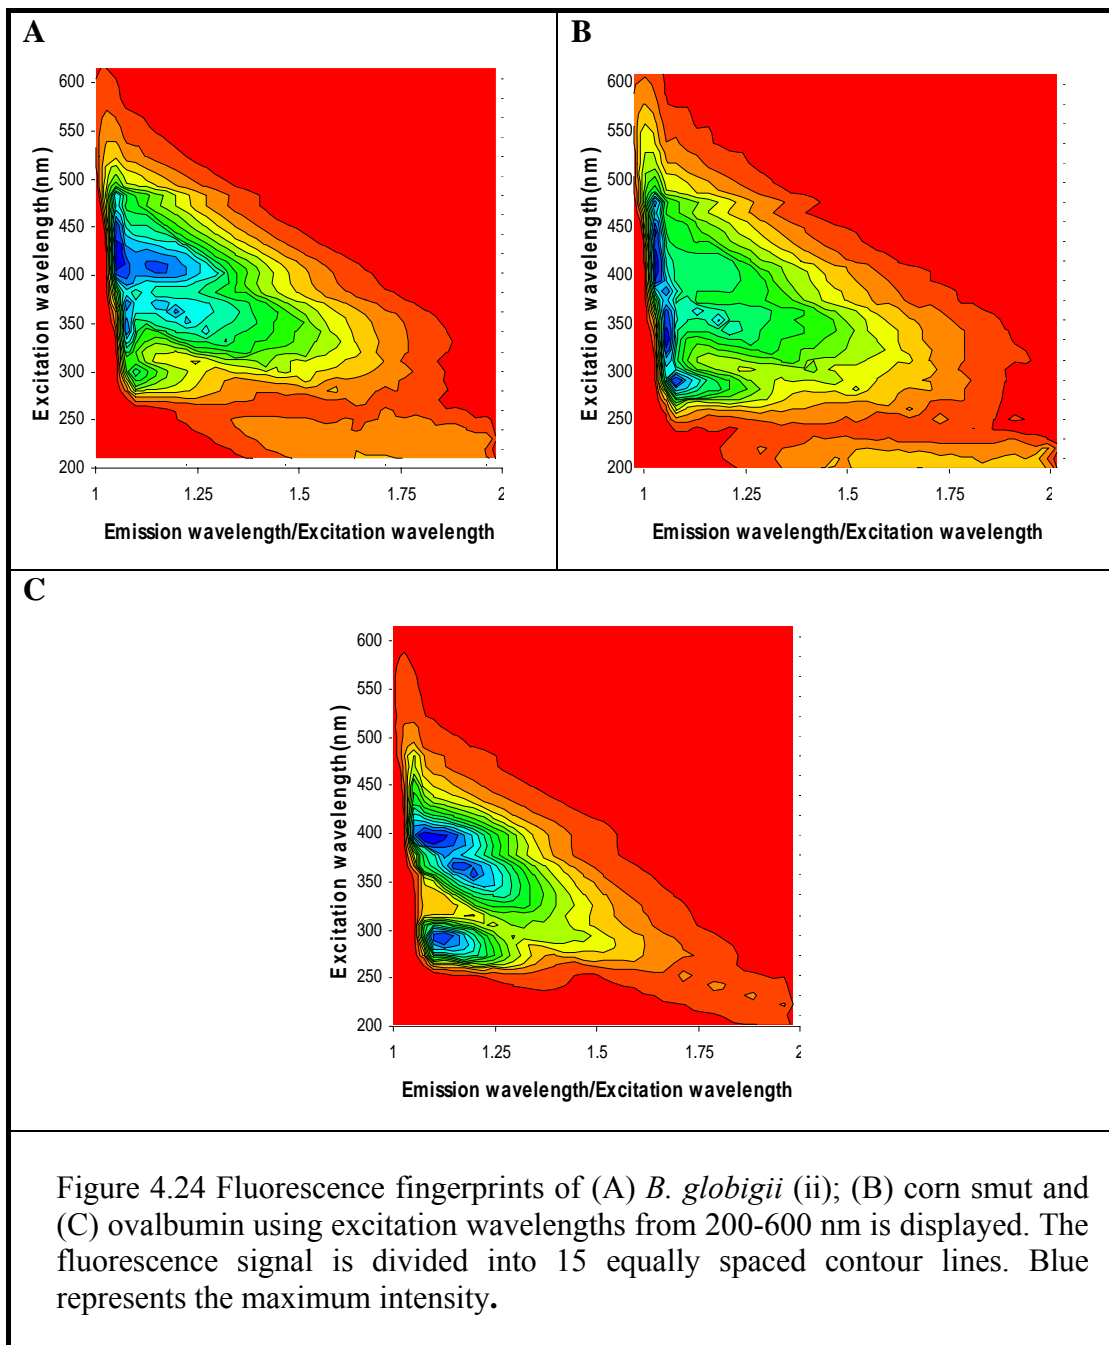 A
600
550
500
450
400
350
300
250
200
Excitation wavelength(nm)
1 1.25 1.5 1.75 2
Emission wavelength/Excitation wavelength
B
600
550
500
450
400
350
300
250
200
Excitation wavelength(nm)
1 1.25 1.5 1.75 2
Emission wavelength/Excitation wavelength
C
600
550
500
450
400
350
300
250
200
Excitation wavelength(nm)
1 1.25 1.5 1.75 2
Emission wavelength/Excitation wavelength
Figure 4.24 Fluorescence fingerprints of (A) B. globigii (ii); (B) corn smut and
(C) ovalbumin using excitation wavelengths from 200-600 nm is displayed. The
fluorescence signal is divided into 15 equally spaced contour lines. Blue
represents the maximum intensity.